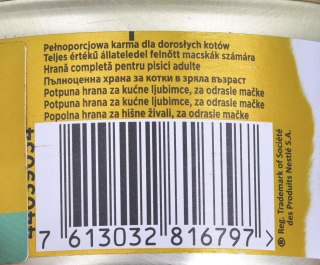 Pełnoporcjowa karma dla dorosłych kotów
Teljes értékű állateledel felnőtt macskák számára
Hrană completă pentru pisici adulte
Пълноценна храна за котки в зряла възраст
Potpuna hrana za kućne ljubimce, za odrasle mačke
Potpuna hrana za kućne ljubimce, za odrasle mačke
Popolna hrana za hišne živali, za odrasle mačke
7 613032 816797 >
® Reg. Trademark of Société
des Produits Nestlé S.A.